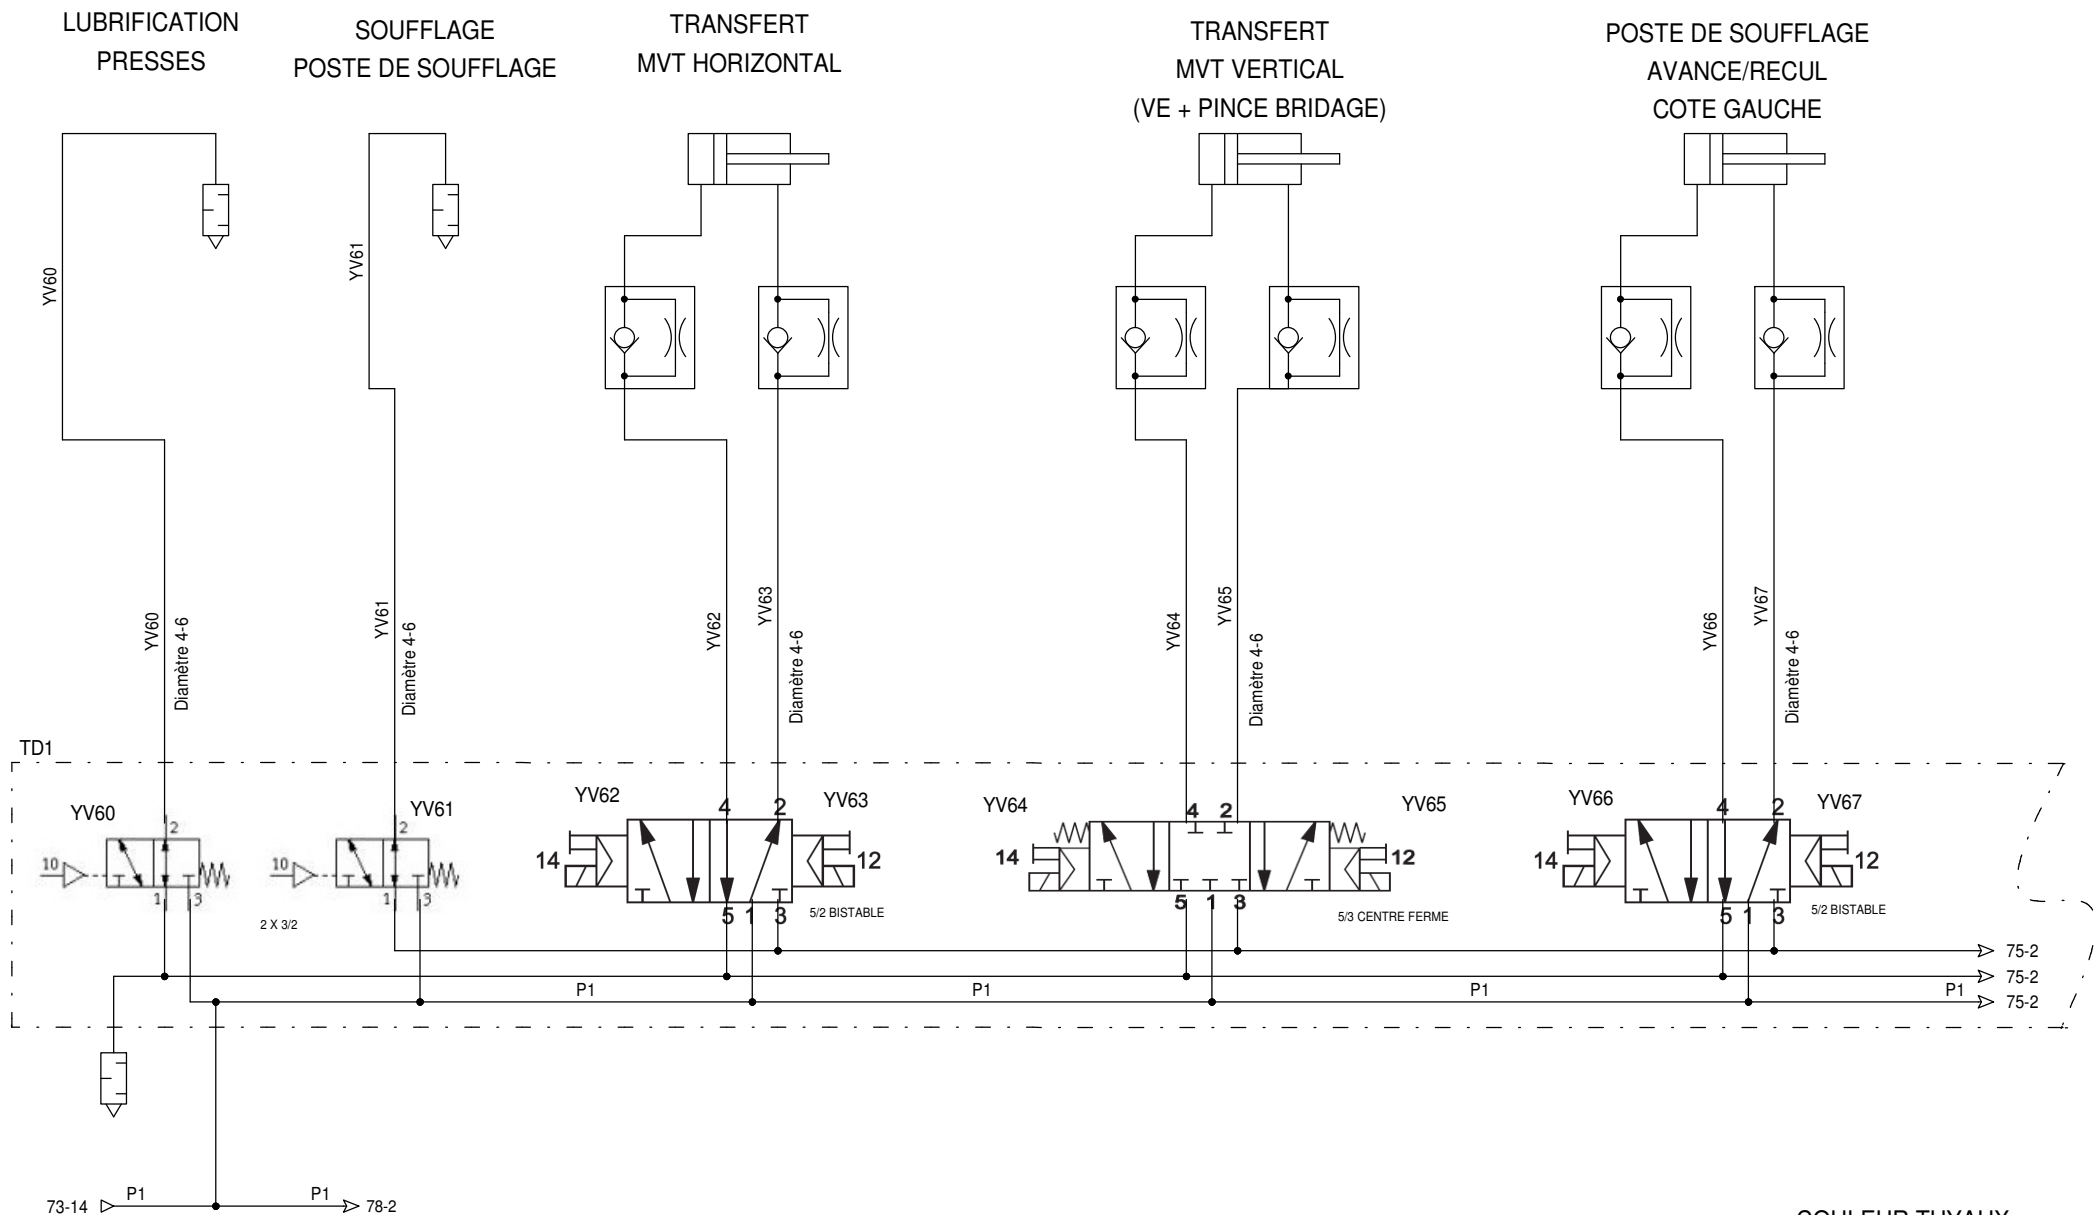 LUBRIFICATION
PRESSES
SOUFFLAGE
POSTE DE SOUFFLAGE
TRANSFERT
MVT HORIZONTAL
TRANSFERT
MVT VERTICAL
(VE + PINCE BRIDAGE)
POSTE DE SOUFFLAGE
AVANCE/RECUL
COTE GAUCHE
YV60
YV61
YV60
Diamètre 4-6
YV61
Diamètre 4-6
YV62
YV63
Diamètre 4-6
YV64
YV65
Diamètre 4-6
YV66
YV67
Diamètre 4-6
TD1
YV60
2
10
1
3
2 X 3/2
YV61
2
10
1
3
YV62
4
2
YV63
14
12
5
1
3
5/2 BISTABLE
YV64
4
2
YV65
14
12
5
1
3
5/3 CENTRE FERME
YV66
4
2
YV67
14
12
5
1
3
5/2 BISTABLE
75-2
75-2
P1
P1
P1
P1
75-2
73-14
P1
P1
78-2